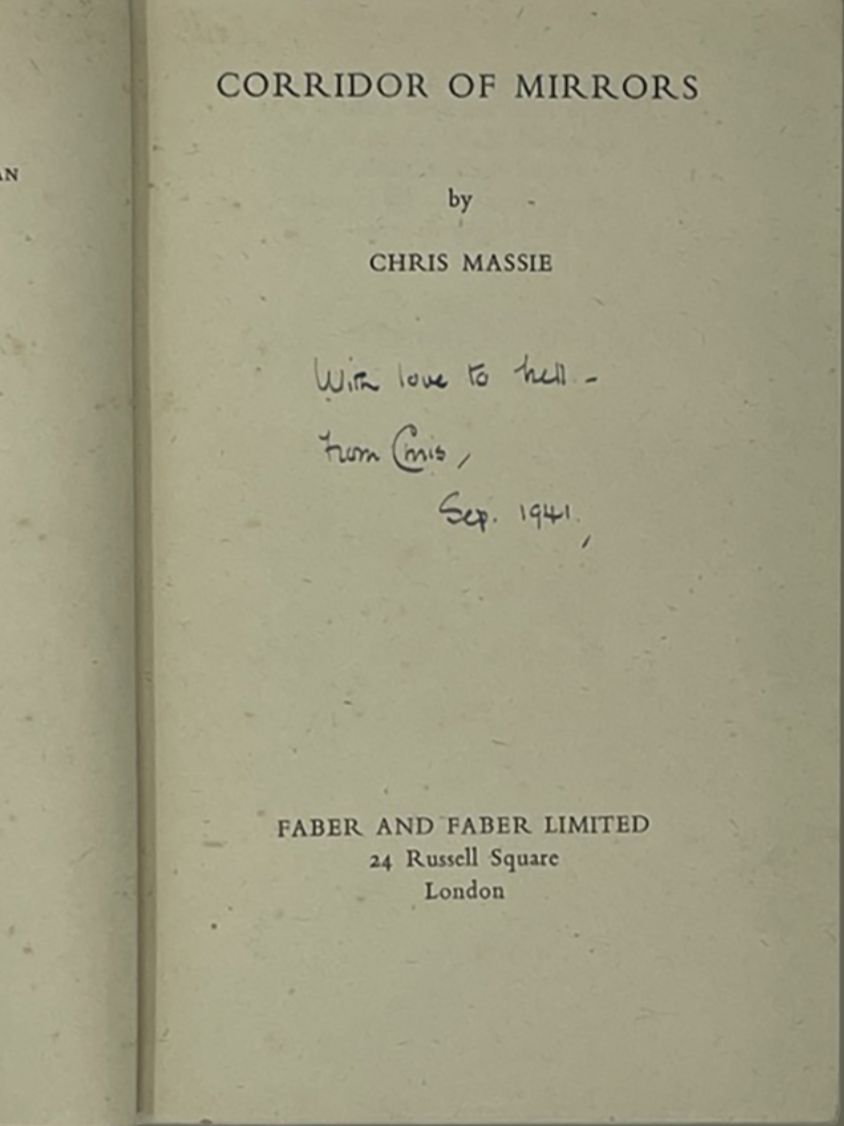 AN
CORRIDOR OF MIRRORS
by
CHRIS MASSIE
With love to
from Chris,
Sep. 1941.
FABER AND FABER LIMITED
24 Russell Square
London